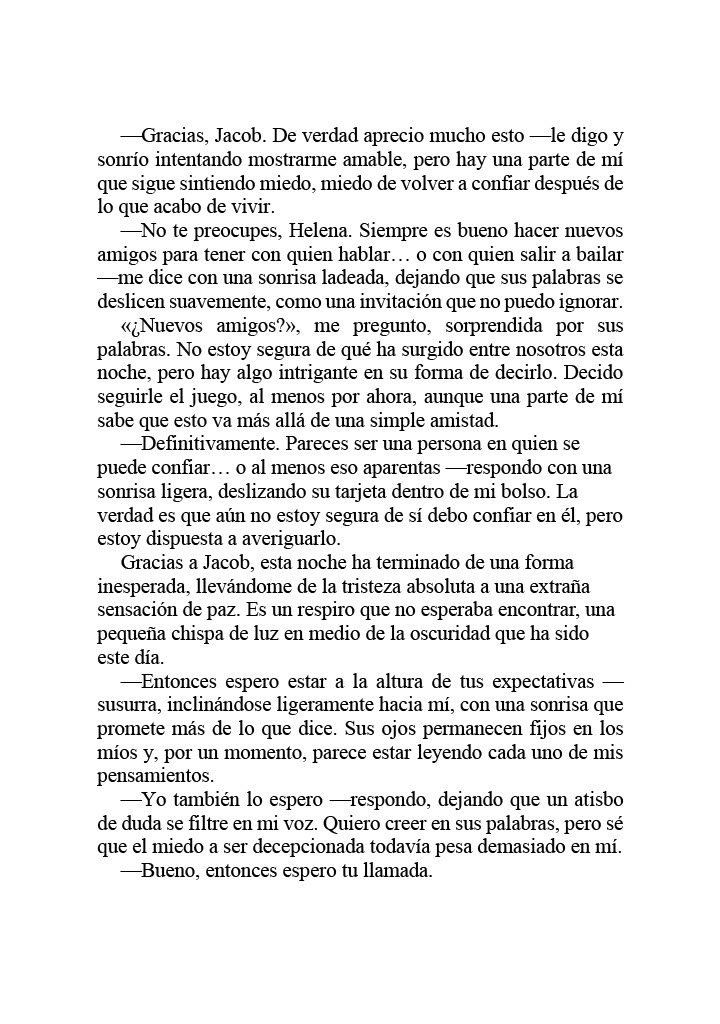 —Gracias, Jacob. De verdad aprecio mucho esto —le digo y
sonrío intentando mostrarme amable, pero hay una parte de mí
que sigue sintiendo miedo, miedo de volver a confiar después de
lo que acabo de vivir.
—No te preocupes, Helena. Siempre es bueno hacer nuevos
amigos para tener con quien hablar… o con quien salir a bailar
—me dice con una sonrisa ladeada, dejando que sus palabras se
deslicen suavemente, como una invitación que no puedo ignorar.
«¿Nuevos amigos?», me pregunto, sorprendida por sus
palabras. No estoy segura de qué ha surgido entre nosotros esta
noche, pero hay algo intrigante en su forma de decirlo. Decido
seguirle el juego, al menos por ahora, aunque una parte de mí
sabe que esto va más allá de una simple amistad.
—Definitivamente. Pareces ser una persona en quien se
puede confiar… o al menos eso aparentas —respondo con una
sonrisa ligera, deslizando su tarjeta dentro de mi bolso. La
verdad es que aún no estoy segura de sí debo confiar en él, pero
estoy dispuesta a averiguarlo.
Gracias a Jacob, esta noche ha terminado de una forma
inesperada, llevándome de la tristeza absoluta a una extraña
sensación de paz. Es un respiro que no esperaba encontrar, una
pequeña chispa de luz en medio de la oscuridad que ha sido
este día.
—Entonces espero estar a la altura de tus expectativas —
susurra, inclinándose ligeramente hacia mí, con una sonrisa que
promete más de lo que dice. Sus ojos permanecen fijos en los
míos y, por un momento, parece estar leyendo cada uno de mis
pensamientos.
—Yo también lo espero —respondo, dejando que un atisbo
de duda se filtre en mi voz. Quiero creer en sus palabras, pero sé
que el miedo a ser decepcionada todavía pesa demasiado en mí.
—Bueno, entonces espero tu llamada.